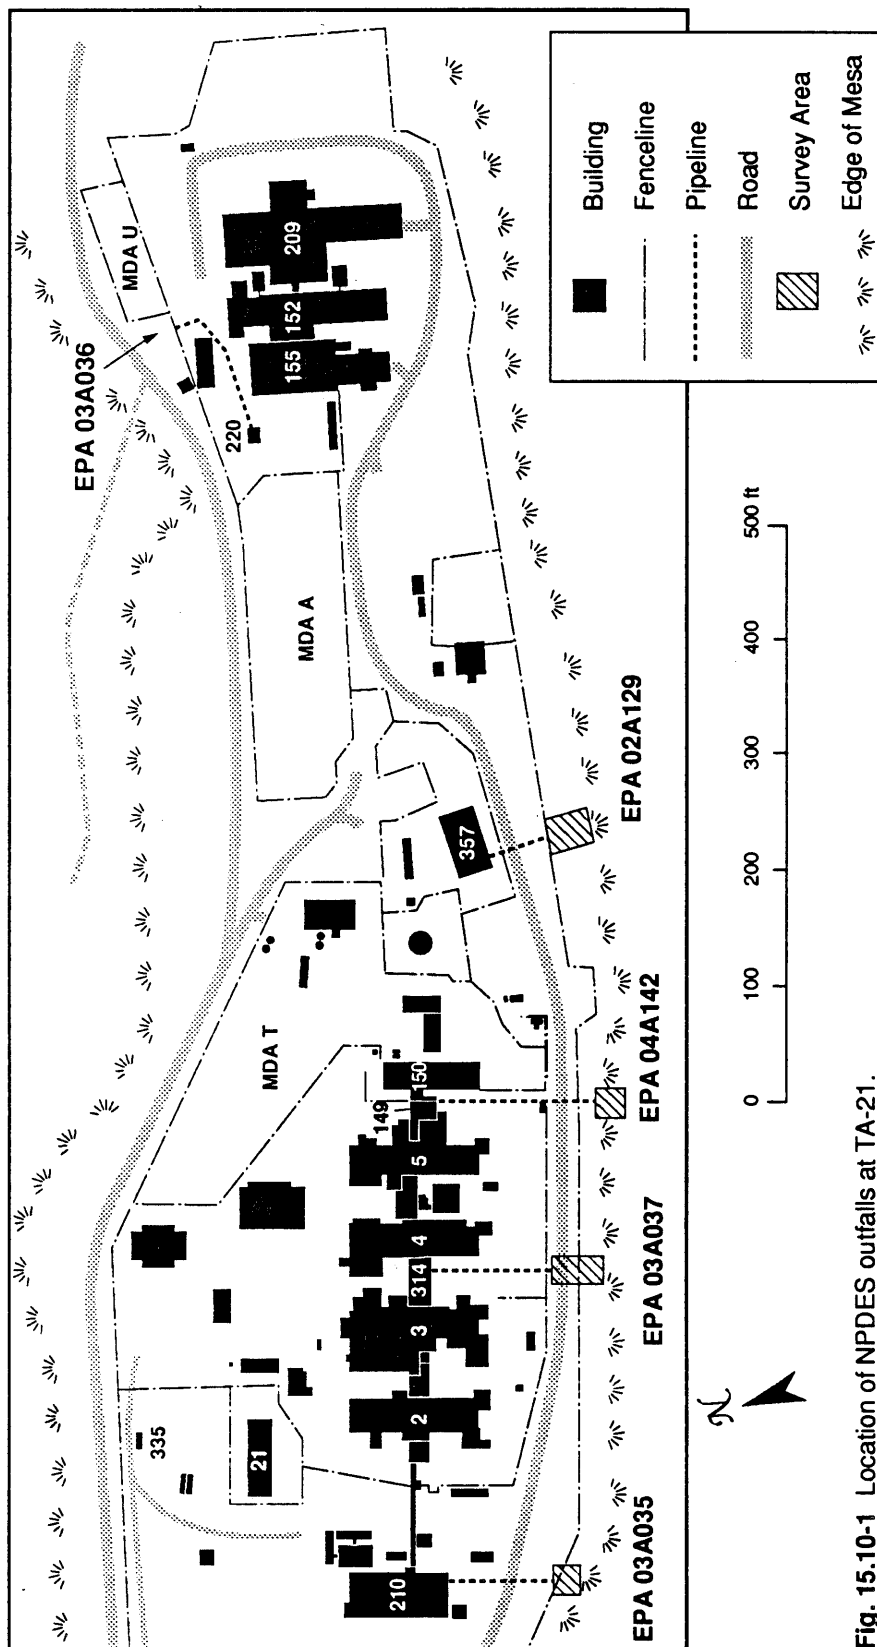 MDA U
EPA 03A036
209
152
155
220
MDA A
EPA 02A129
357
MDA T
150
149
EPA 04A142
5
4
314
EPA 03A037
3
2
335
21
210
EPA 03A035
Building
Fenceline
Pipeline
Road
Survey Area
Edge of Mesa
0 100 200 300 400 500 ft
N
Fig. 15.10-1 Location of NPDES outfalls at TA-21.